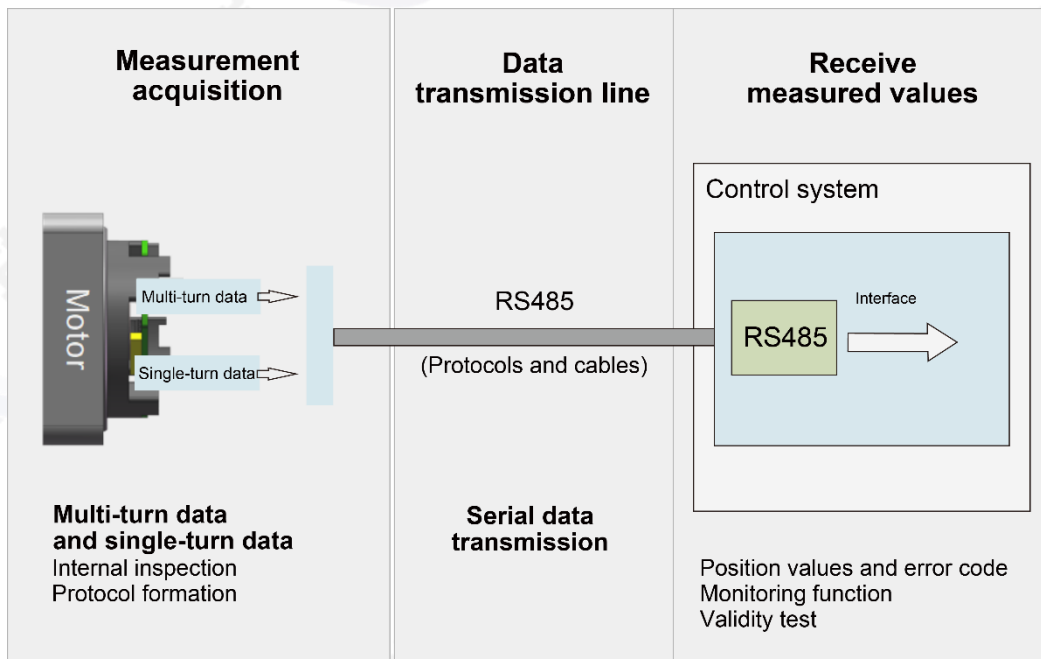 Measurement
acquisition
Motor
Multi-turn data
Single-turn data
Multi-turn data
and single-turn data
Internal inspection
Protocol formation
Data
transmission line
RS485
(Protocols and cables)
Serial data
transmission
Receive
measured values
Control system
RS485
Interface
Position values and error code
Monitoring function
Validity test